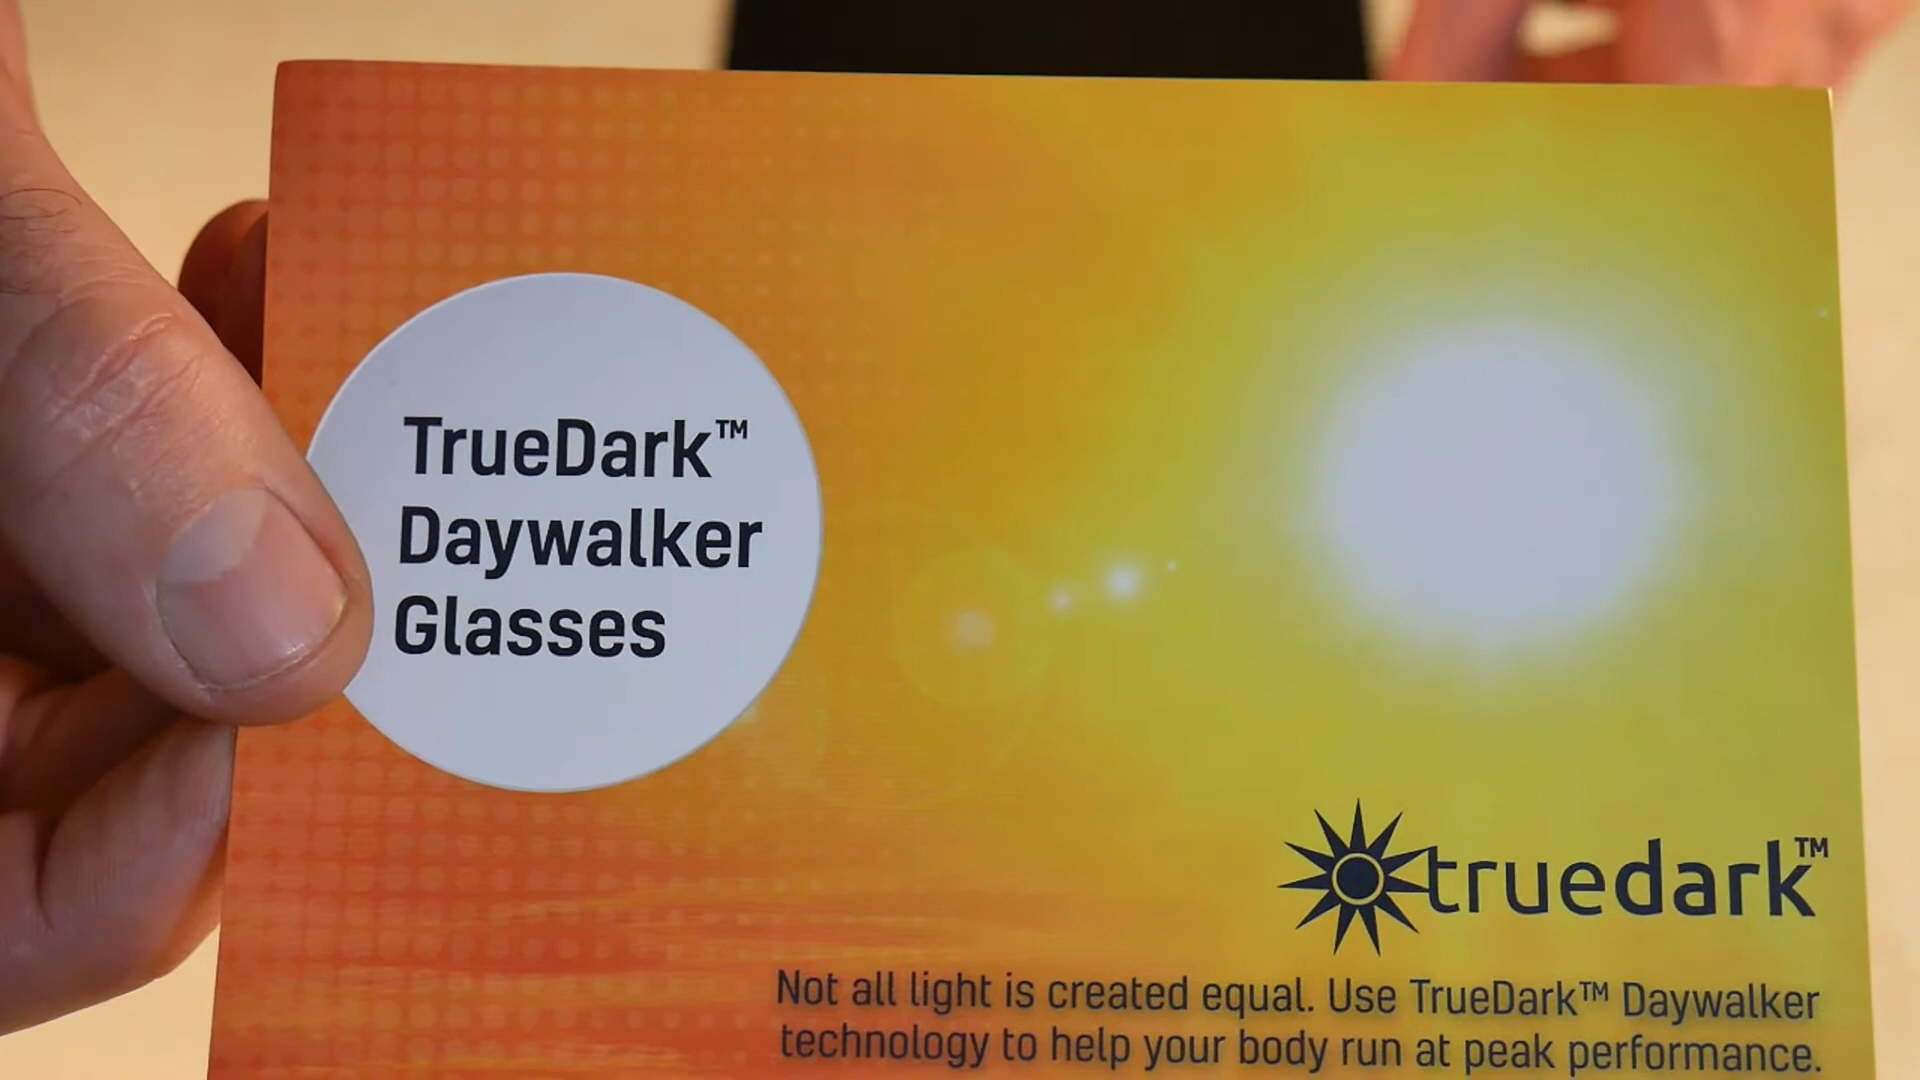 TrueDark™
Daywalker
Glasses
truedark™
Not all light is created equal. Use TrueDark™ Daywalker
technology to help your body run at peak performance.